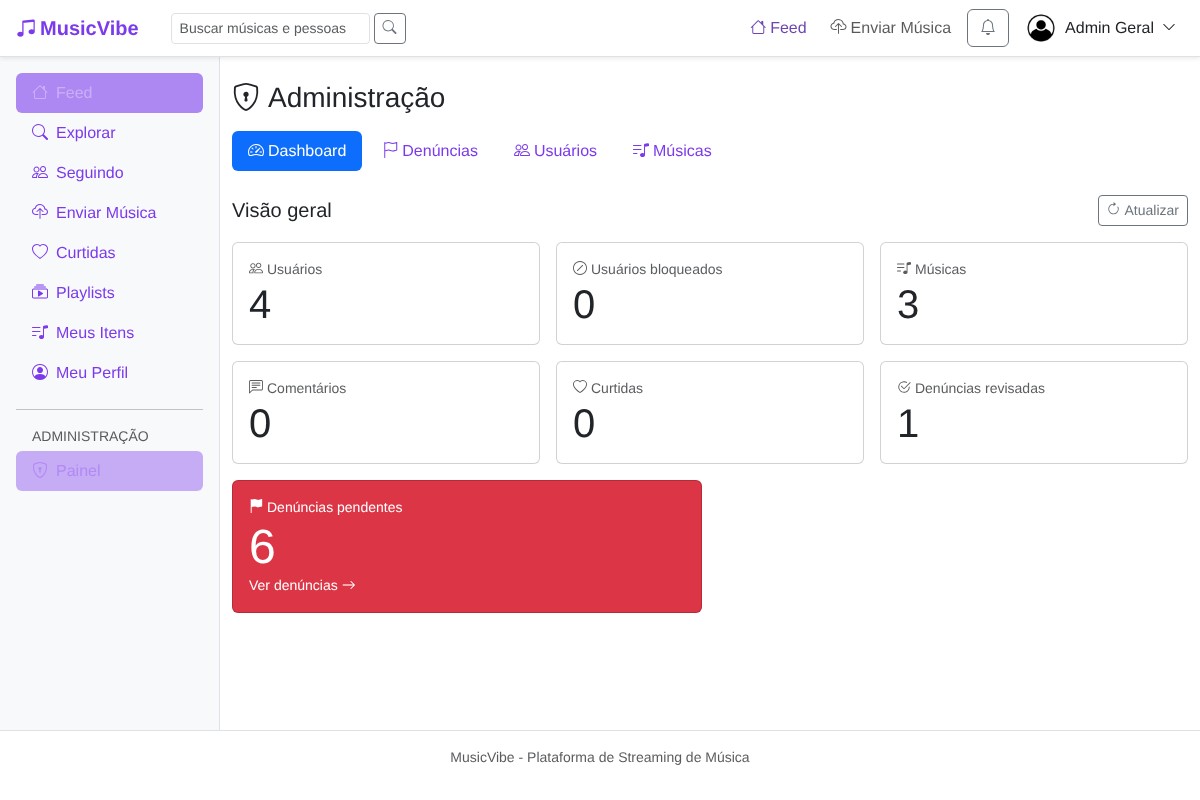 MusicVibe
Buscar músicas e pessoas
Feed
Enviar Música
Admin Geral
Feed
Explorar
Seguindo
Enviar Música
Curtidas
Playlists
Meus Itens
Meu Perfil
ADMINISTRAÇÃO
Painel
Administração
Dashboard
Denúncias
Usuários
Músicas
Visão geral
Atualizar
Usuários
4
Usuários bloqueados
0
Músicas
3
Comentários
0
Curtidas
0
Denúncias revisadas
1
Denúncias pendentes
6
Ver denúncias
MusicVibe - Plataforma de Streaming de Música